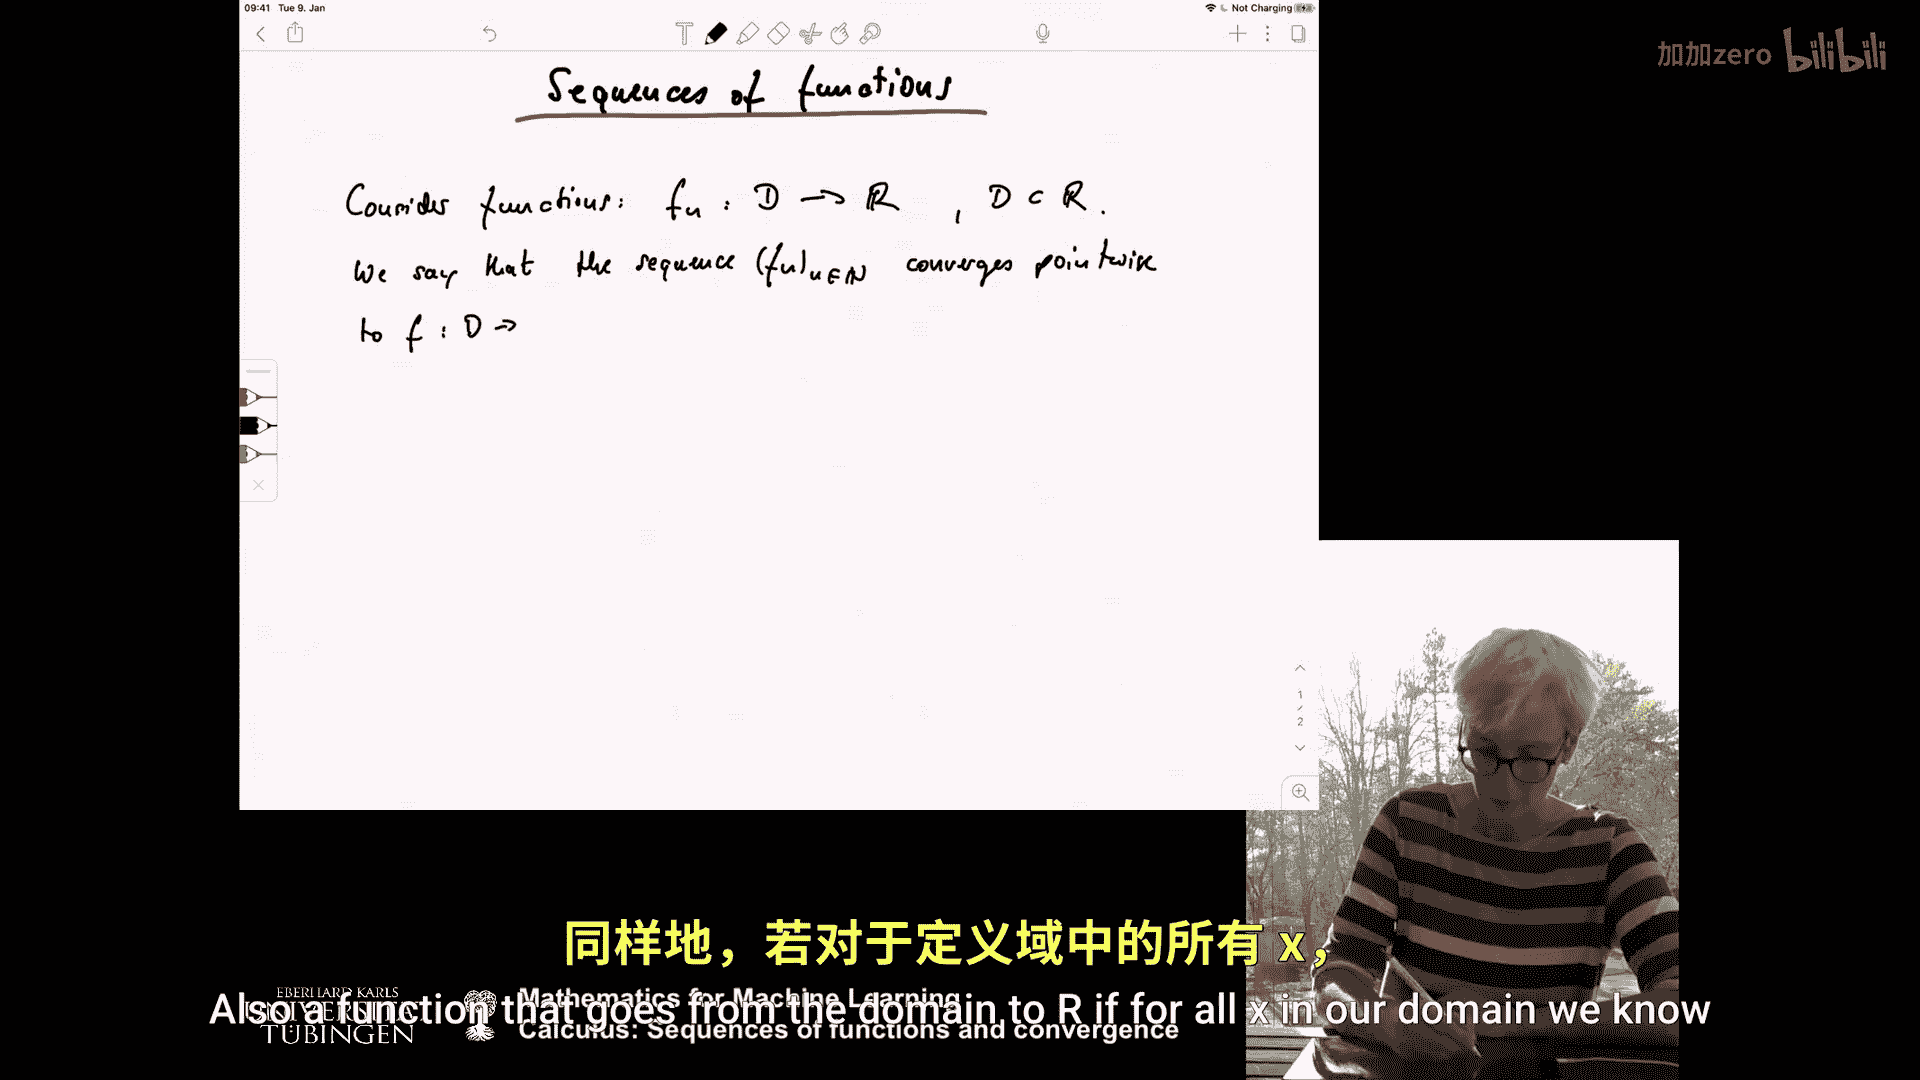 09:41 Tue 9. Jan
Not Charging
加加zero bilibili
Sequences of functions
Consider functions: fn : D → R , D ⊂ R.
We say that the sequence (fn)n∈N converges pointwise
to f : D →
1
2
同样地，若对于定义域中的所有 x，
EBERHARD KARLS
UNIVERSITÄT
TÜBINGEN
Mathematics for Machine Learning
Calculus: Sequences of functions and convergence
Also a function that goes from the domain to R if for all x in our domain we know